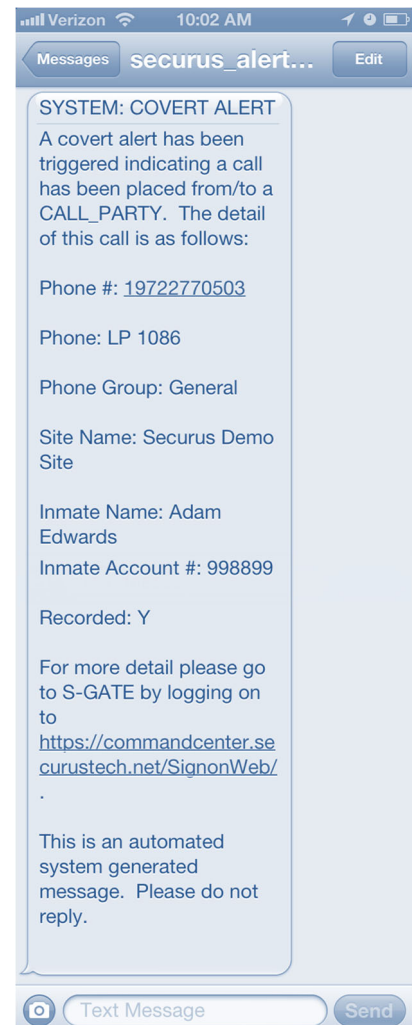 Verizon 10:02 AM
Messages securus_alert... Edit
SYSTEM: COVERT ALERT
A covert alert has been
triggered indicating a call
has been placed from/to a
CALL_PARTY. The detail
of this call is as follows:
Phone #: 19722770503
Phone: LP 1086
Phone Group: General
Site Name: Securus Demo
Site
Inmate Name: Adam
Edwards
Inmate Account #: 998899
Recorded: Y
For more detail please go
to S-GATE by logging on
to
https://commandcenter.se
curustech.net/SignonWeb/
.
This is an automated
system generated
message. Please do not
reply.
Text Message Send